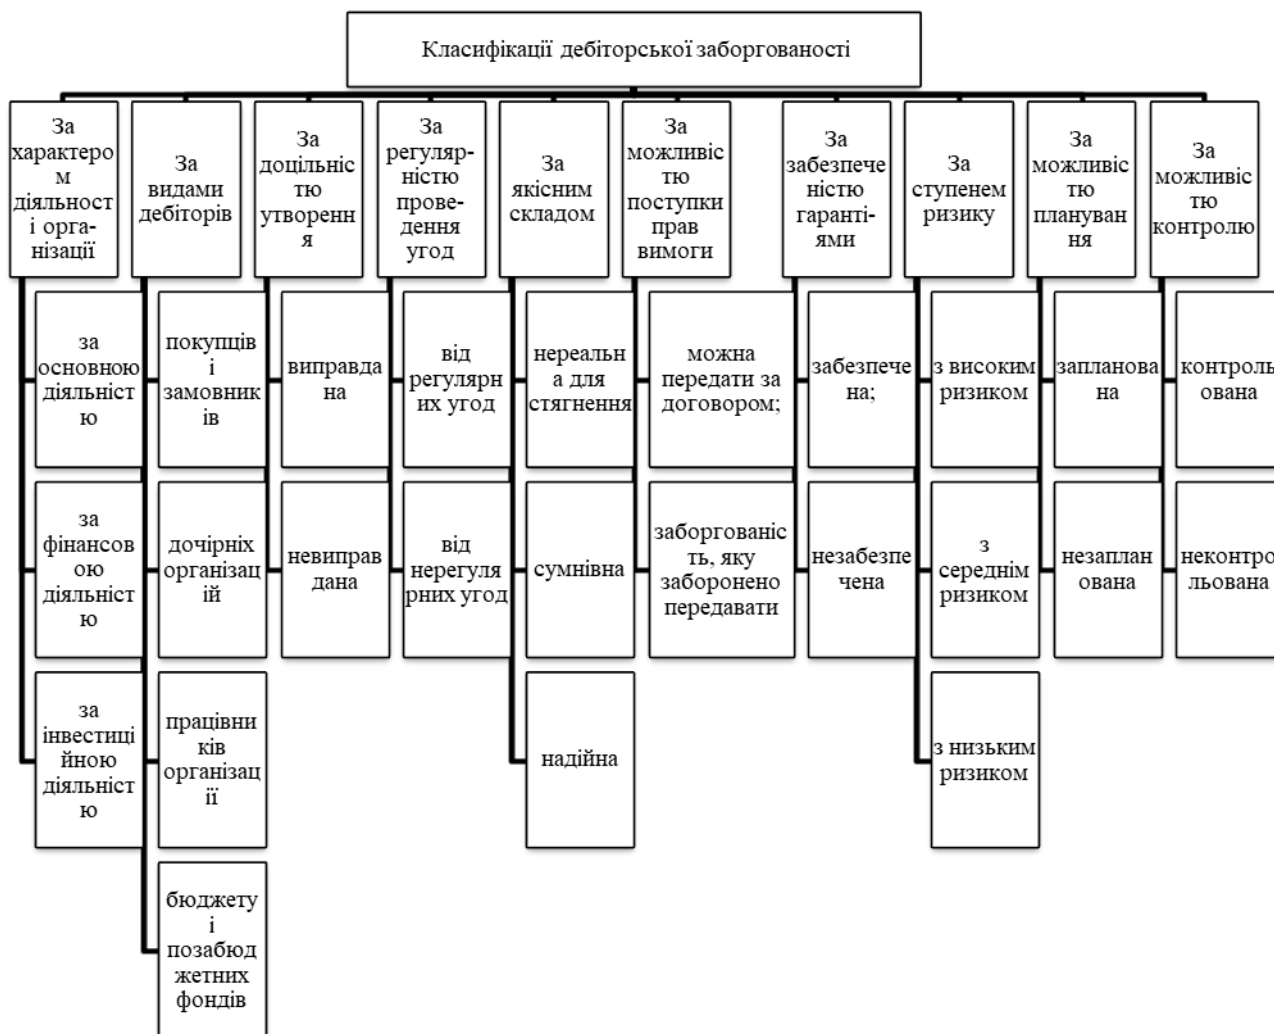 Класифікації дебіторської заборгованості
За
характеро
м
діяльност
і орга-
нізації
За
видами
дебіторів
За
доцільні
стю
утворенн
я
За
регуляр-
ністю
прове-
дення
угод
За
якісним
складом
За
можливіс
тю
поступки
прав
вимоги
За
забезпече
ністю
гаранті-
ями
За
ступенем
ризику
За
можливіс
тю
плануван
ня
За
можливіс
тю
контролю
за
основною
діяльніст
ю
за
фінансов
ою
діяльніст
ю
за
інвестиці
йною
діяльніст
ю
покупців
і
замовник
ів
дочірніх
організац
ій
працівни
ків
організац
ії
бюджету
і
позабюд
жетних
фондів
виправда
на
невиправ
дана
від
регулярн
их угод
від
нерегуля
рних угод
нереальн
а для
стягнення
сумнівна
надійна
можна
передати за
договором;
заборгованіс
ть, яку
заборонено
передавати
забезпече
на;
незабезпе
чена
з високим
ризиком
з
середнім
ризиком
з низьким
ризиком
запланова
на
незаплан
ована
контроль
ована
неконтро
льована